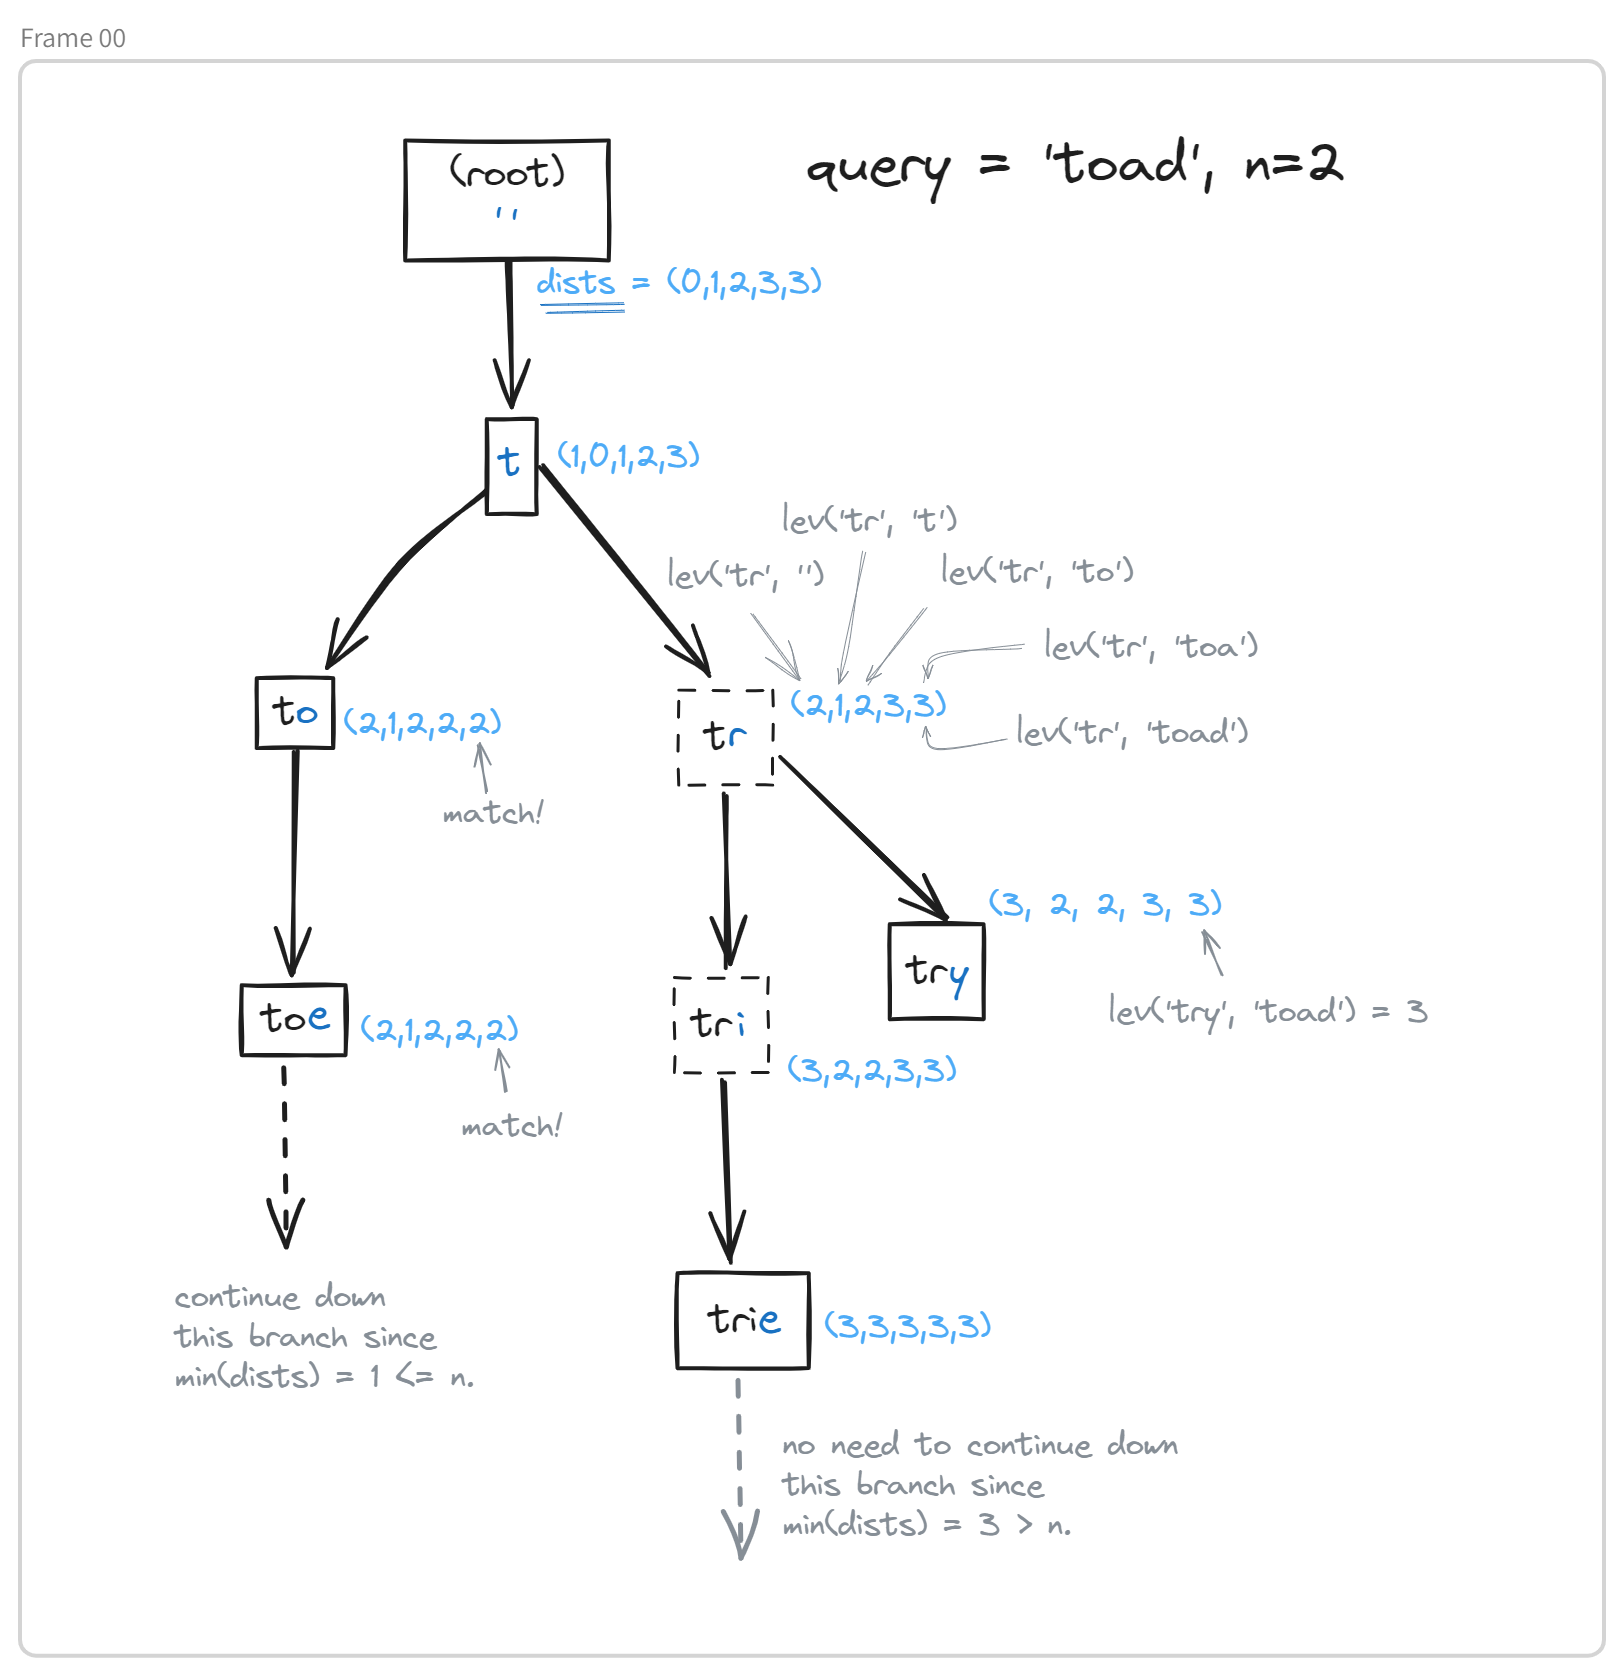 Frame 00
(root)
''
query = 'toad', n=2
dists = (0,1,2,3,3)
t
(1,0,1,2,3)
lev('tr', 't')
lev('tr', '')
lev('tr', 'to')
lev('tr', 'toa')
lev('tr', 'toad')
to
(2,1,2,2,2)
match!
tr
(2,1,2,3,3)
(3, 2, 2, 3, 3)
try
lev('try', 'toad') = 3
toe
(2,1,2,2,2)
match!
tri
(3,2,2,3,3)
continue down
this branch since
min(dists) = 1 <= n.
trie
(3,3,3,3,3)
no need to continue down
this branch since
min(dists) = 3 > n.